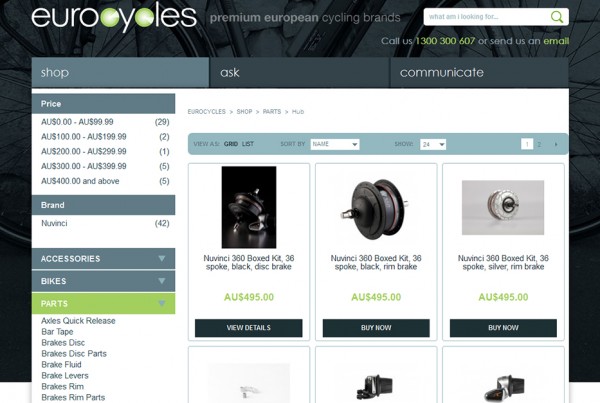 eurocycles premium european cycling brands
what am i looking for...
Call us 1300 300 607 or send us an email
shop ask communicate
Price
AU$0.00 - AU$99.99 (29)
AU$100.00 - AU$199.99 (2)
AU$200.00 - AU$299.99 (1)
AU$300.00 - AU$399.99 (5)
AU$400.00 and above (5)
Brand
Nuvinci (42)
ACCESSORIES
BIKES
PARTS
Axles Quick Release
Bar Tape
Brakes Disc
Brakes Disc Parts
Brake Fluid
Brake Levers
Brakes Rim
Brakes Rim Parts
EUROCYCLES > SHOP > PARTS > Hub
VIEW AS: GRID LIST SORT BY NAME SHOW: 24 1 2
Nuvinci 360 Boxed Kit, 36
spoke, black, disc brake
AU$495.00
VIEW DETAILS
Nuvinci 360 Boxed Kit, 36
spoke, black, rim brake
AU$495.00
BUY NOW
Nuvinci 360 Boxed Kit, 36
spoke, silver, rim brake
AU$495.00
BUY NOW